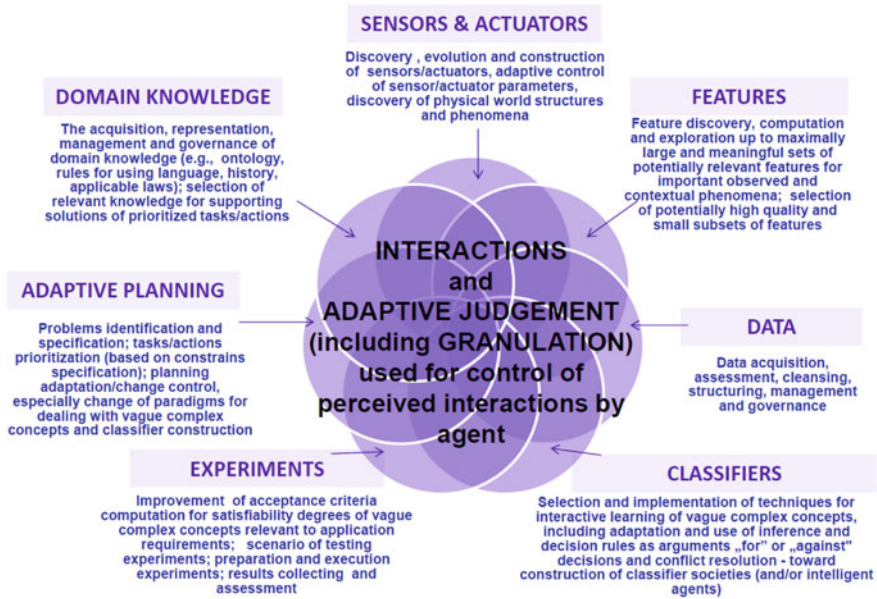 SENSORS & ACTUATORS
Discovery , evolution and construction
of sensors/actuators, adaptive control
of sensor/actuator parameters,
discovery of physical world structures
and phenomena
DOMAIN KNOWLEDGE
The acquisition, representation,
management and governance of
domain knowledge (e.g., ontology,
rules for using language, history,
applicable laws); selection of
relevant knowledge for supporting
solutions of prioritized tasks/actions
FEATURES
Feature discovery, computation
and exploration up to maximally
large and meaningful sets of
potentially relevant features for
important observed and
contextual phenomena; selection
of potentially high quality and
small subsets of features
INTERACTIONS
and
ADAPTIVE JUDGEMENT
(including GRANULATION)
used for control of
perceived interactions by
agent
ADAPTIVE PLANNING
Problems identification and
specification; tasks/actions
prioritization (based on constrains
specification); planning
adaptation/change control,
especially change of paradigms for
dealing with vague complex
concepts and classifier construction
DATA
Data acquisition,
assessment, cleansing,
structuring, management
and governance
EXPERIMENTS
Improvement of acceptance criteria
computation for satisfiability degrees of vague
complex concepts relevant to application
requirements; scenario of testing
experiments; preparation and execution
experiments; results collecting and
assessment
CLASSIFIERS
Selection and implementation of techniques for
interactive learning of vague complex concepts,
including adaptation and use of inference and
decision rules as arguments „for” or „against”
decisions and conflict resolution - toward
construction of classifier societies (and/or intelligent
agents)